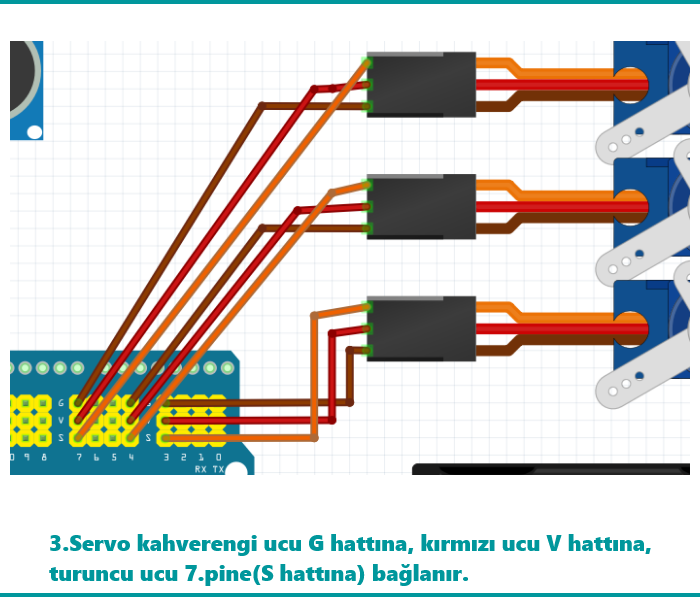 G G
V V
S S
0 9 8 7 6 5 4 3 2 1 0
RX TX
3.Servo kahverengi ucu G hattına, kırmızı ucu V hattına,
turuncu ucu 7.pine(S hattına) bağlanır.